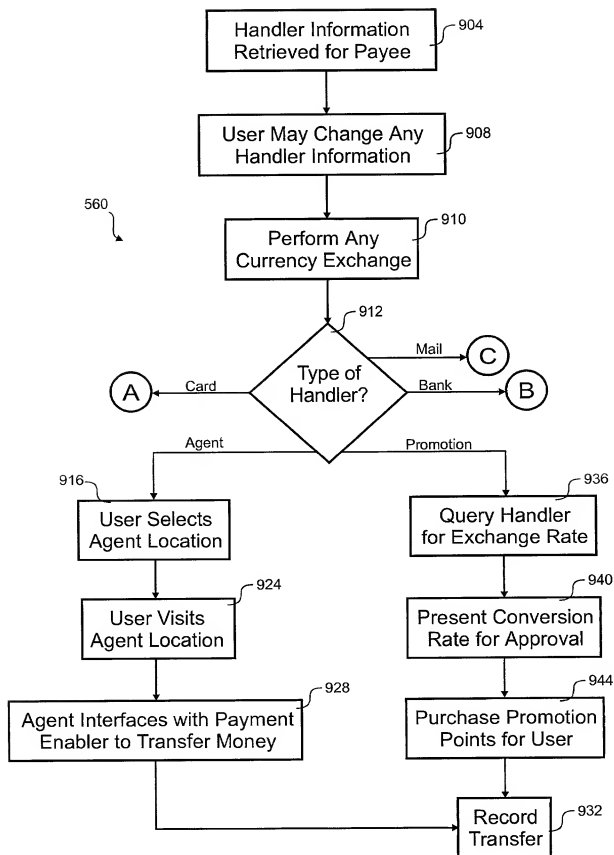 Handler Information
Retrieved for Payee
904
User May Change Any
Handler Information
908
560
Perform Any
Currency Exchange
910
912
Type of
Handler?
Mail
C
Card
A
Bank
B
Agent
Promotion
916
User Selects
Agent Location
936
Query Handler
for Exchange Rate
924
User Visits
Agent Location
940
Present Conversion
Rate for Approval
928
Agent Interfaces with Payment
Enabler to Transfer Money
944
Purchase Promotion
Points for User
Record
Transfer
932